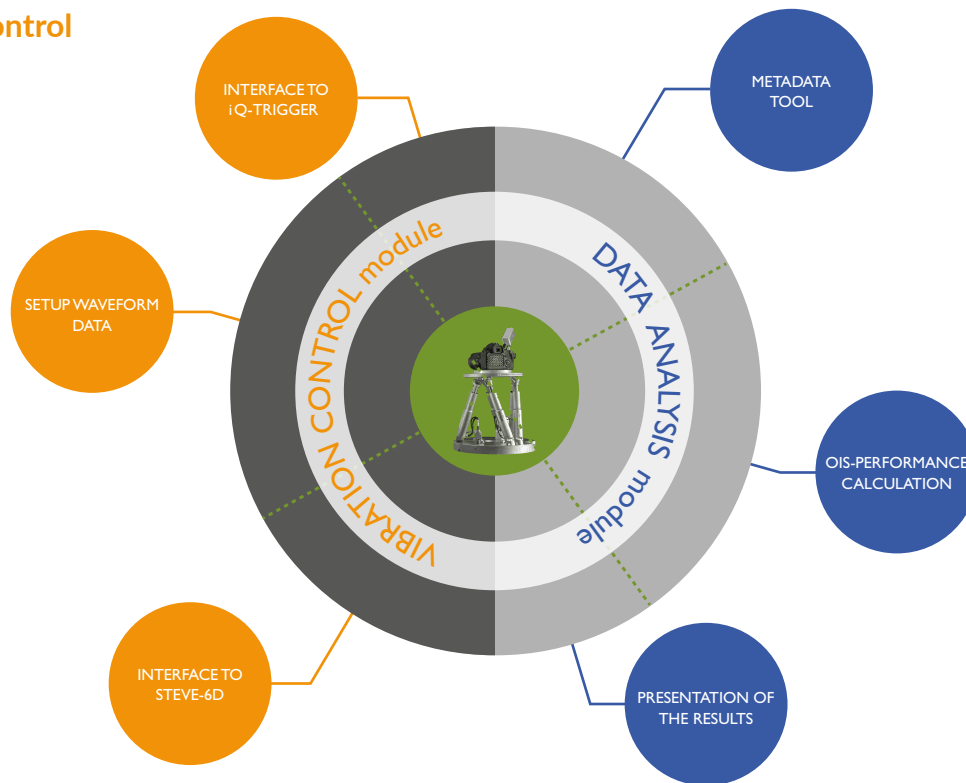 ontrol
INTERFACE TO
iQ-TRIGGER
METADATA
TOOL
SETUP WAVEFORM
DATA
VIBRATION CONTROL module
DATA ANALYSIS module
OIS-PERFORMANCE
CALCULATION
INTERFACE TO
STEVE-6D
PRESENTATION OF
THE RESULTS